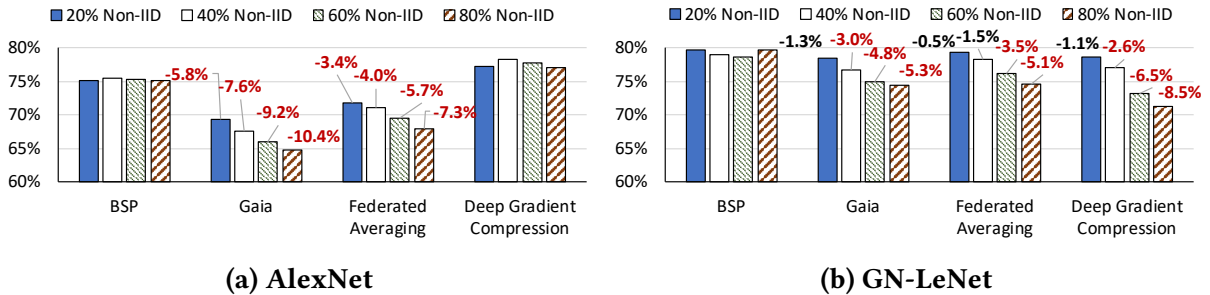 20% Non-IID 40% Non-IID 60% Non-IID 80% Non-IID
80%
75%
70%
65%
60%
-5.8%
-7.6%
-9.2%
-10.4%
-3.4%
-4.0%
-5.7%
-7.3%
BSP
Gaia
Federated
Averaging
Deep Gradient
Compression
(a) AlexNet
20% Non-IID 40% Non-IID 60% Non-IID 80% Non-IID
80%
75%
70%
65%
60%
-1.3%
-3.0%
-4.8%
-5.3%
-0.5%
-1.5%
-3.5%
-5.1%
-1.1%
-2.6%
-6.5%
-8.5%
BSP
Gaia
Federated
Averaging
Deep Gradient
Compression
(b) GN-LeNet